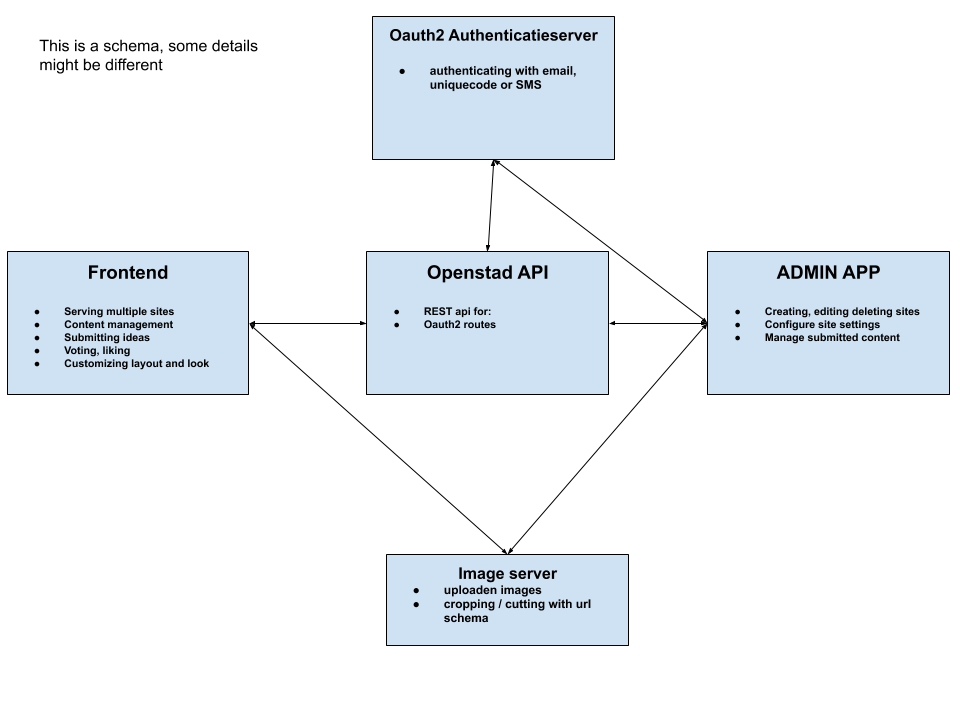 This is a schema, some details
might be different
Oauth2 Authenticatieserver
● authenticating with email,
uniquecode or SMS
Frontend
● Serving multiple sites
● Content management
● Submitting ideas
● Voting, liking
● Customizing layout and look
Openstad API
● REST api for:
● Oauth2 routes
ADMIN APP
● Creating, editing deleting sites
● Configure site settings
● Manage submitted content
Image server
● uploaden images
● cropping / cutting with url
schema